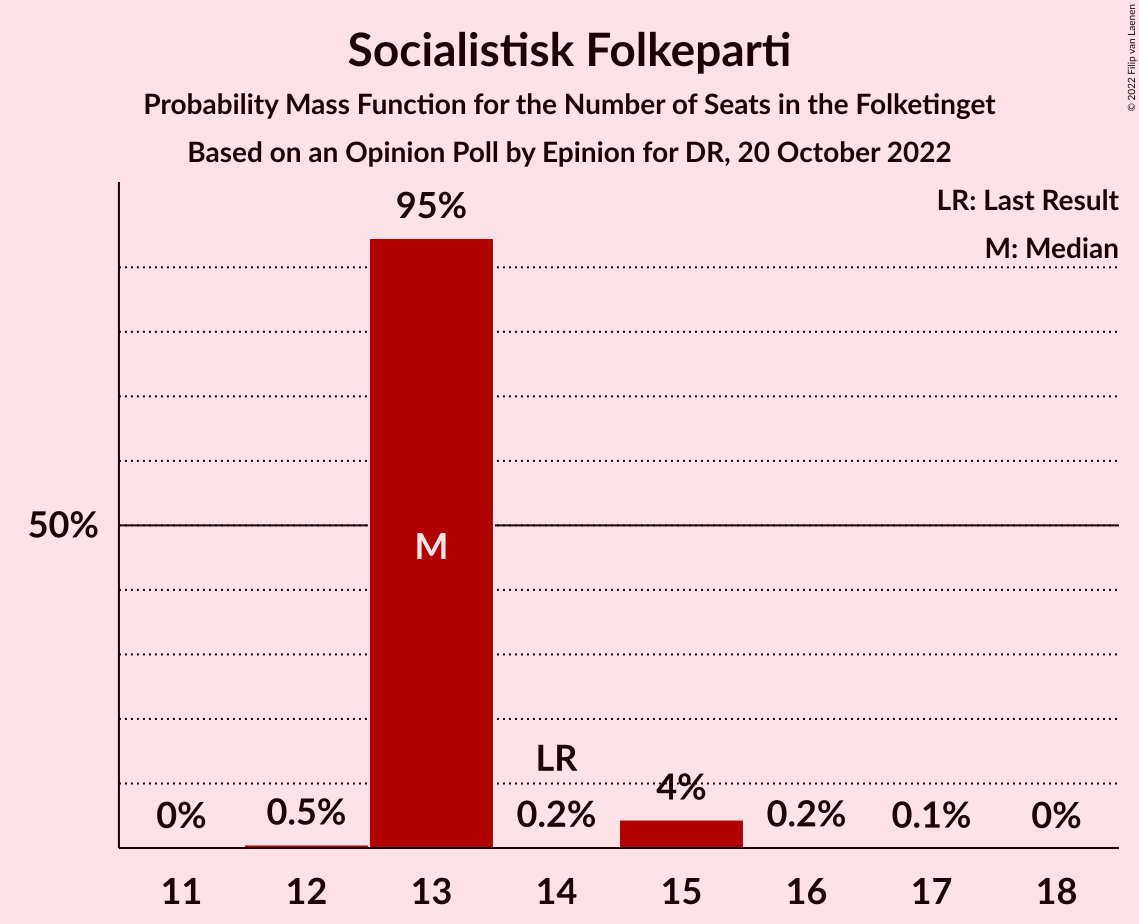 Socialistisk Folkeparti
Probability Mass Function for the Number of Seats in the Folketinget
Based on an Opinion Poll by Epinion for DR, 20 October 2022
© 2022 Filip van Laenen
LR: Last Result
M: Median
95%
50%
M
LR
0%
0.5%
0.2%
4%
0.2%
0.1%
0%
11
12
13
14
15
16
17
18